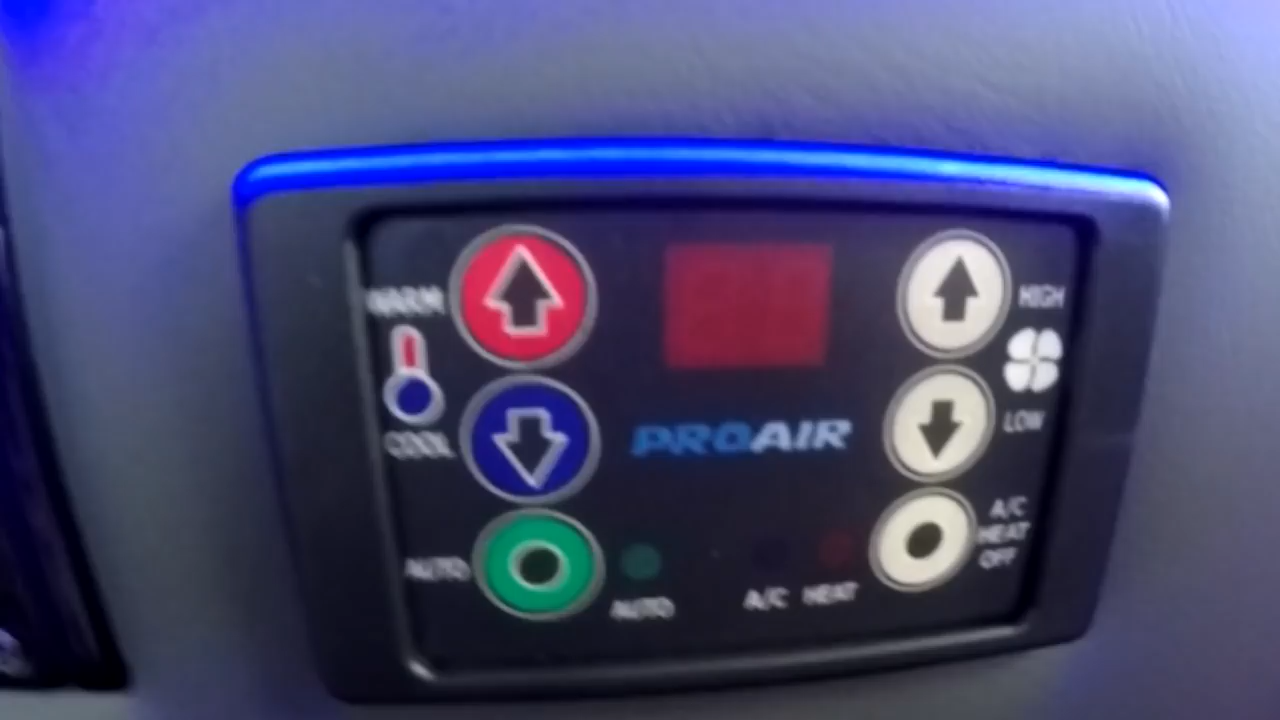 WARM
HIGH
COOL
PROAIR
LOW
AUTO
AUTO
A/C HEAT
A/C
HEAT
OFF